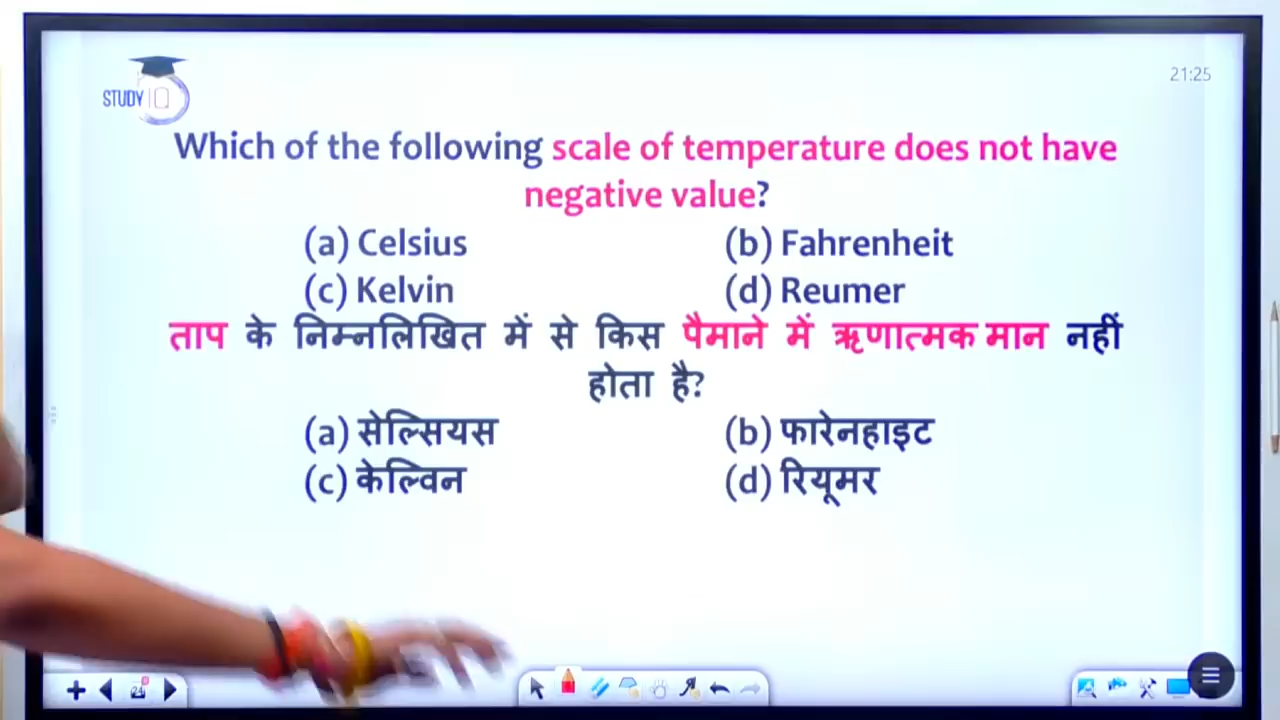 STUDY IQ
21:25
Which of the following scale of temperature does not have
negative value?
(a) Celsius (b) Fahrenheit
(c) Kelvin (d) Reumer
ताप के निम्नलिखित में से किस पैमाने में ऋणात्मक मान नहीं
होता है?
(a) सेल्सियस (b) फारेनहाइट
(c) केल्विन (d) रियूमर